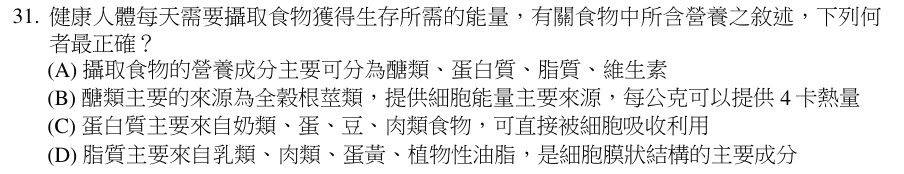 31. 健康人體每天需要攝取食物獲得生存所需的能量，有關食物中所含營養之敘述，下列何
者最正確？
(A) 攝取食物的營養成分主要可分為醣類、蛋白質、脂質、維生素
(B) 醣類主要的來源為全穀根莖類，提供細胞能量主要來源，每公克可以提供 4 卡熱量
(C) 蛋白質主要來自奶類、蛋、豆、肉類食物，可直接被細胞吸收利用
(D) 脂質主要來自乳類、肉類、蛋黃、植物性油脂，是細胞膜狀結構的主要成分